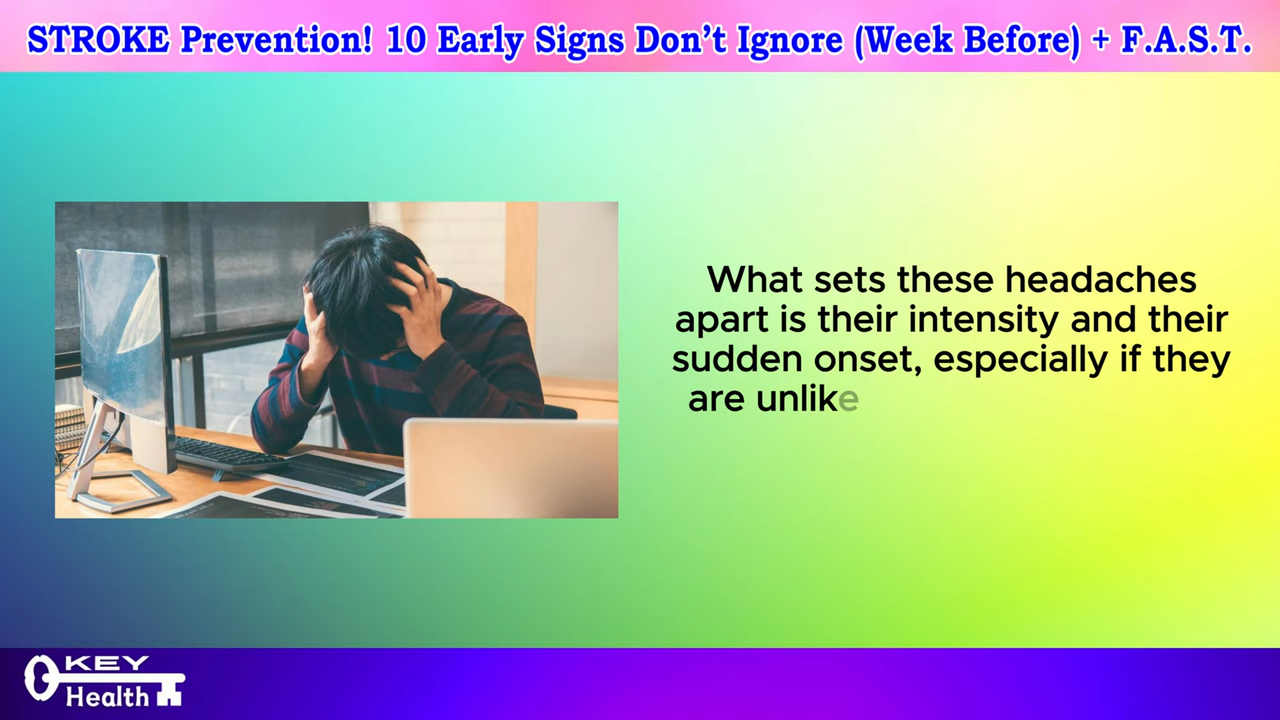 STROKE Prevention! 10 Early Signs Don’t Ignore (Week Before) + F.A.S.T.
What sets these headaches
apart is their intensity and their
sudden onset, especially if they
are unlike
KEY
Health